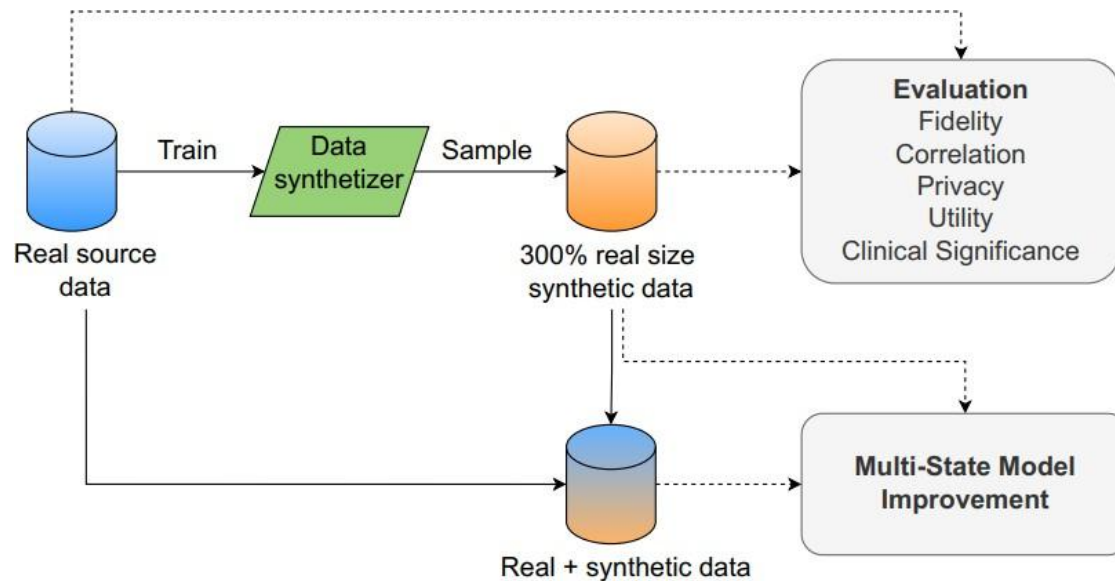 Train
Data
synthetizer
Sample
Real source
data
300% real size
synthetic data
Evaluation
Fidelity
Correlation
Privacy
Utility
Clinical Significance
Real + synthetic data
Multi-State Model
Improvement